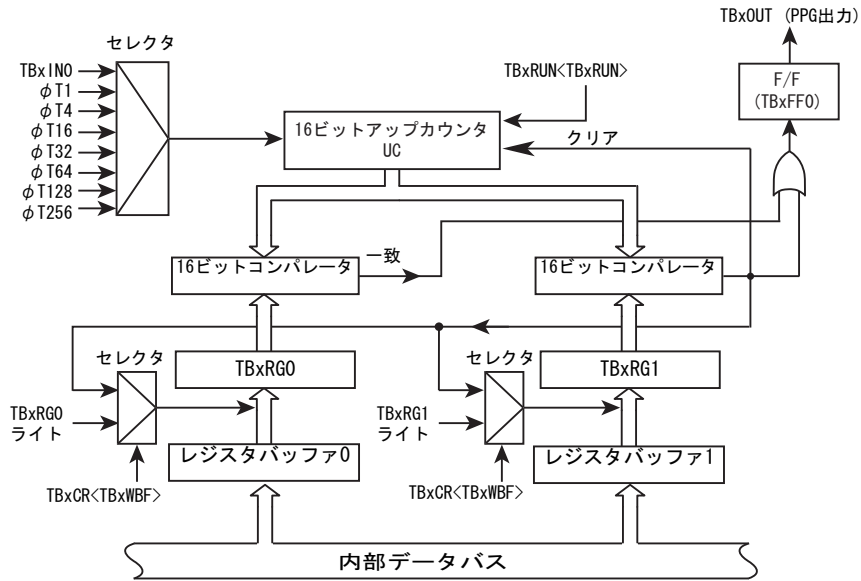 TBxOUT (PPG出力)
セレクタ
TBxIN0
φT1
φT4
φT16
φT32
φT64
φT128
φT256
TBxRUN<TBxRUN>
F/F
(TBxFF0)
16ビットアップカウンタ
UC
クリア
一致
16ビットコンパレータ
16ビットコンパレータ
セレクタ
TBxRG0
セレクタ
TBxRG1
TBxRG0
ライト
TBxRG1
ライト
レジスタバッファ0
レジスタバッファ1
TBxCR<TBxWBF>
TBxCR<TBxWBF>
内部データバス